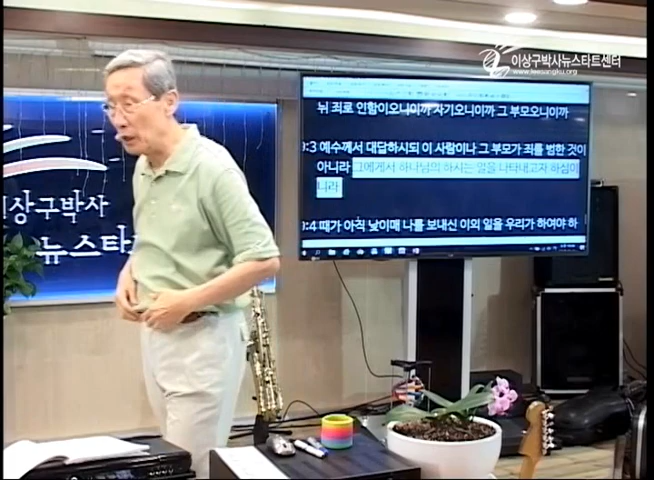 이상구박사뉴스타트센터
www.leesangku.org
뉘 죄로 인함이오니이까 자기오니이까 그 부모오니이까
9:3 예수께서 대답하시되 이 사람이나 그 부모가 죄를 범한 것이
아니라 그에게서 하나님의 하시는 일을 나타내고자 하심이
니라
9:4 때가 아직 낮이매 나를 보내신 이의 일을 우리가 하여야 하
이상구박사
뉴스타트